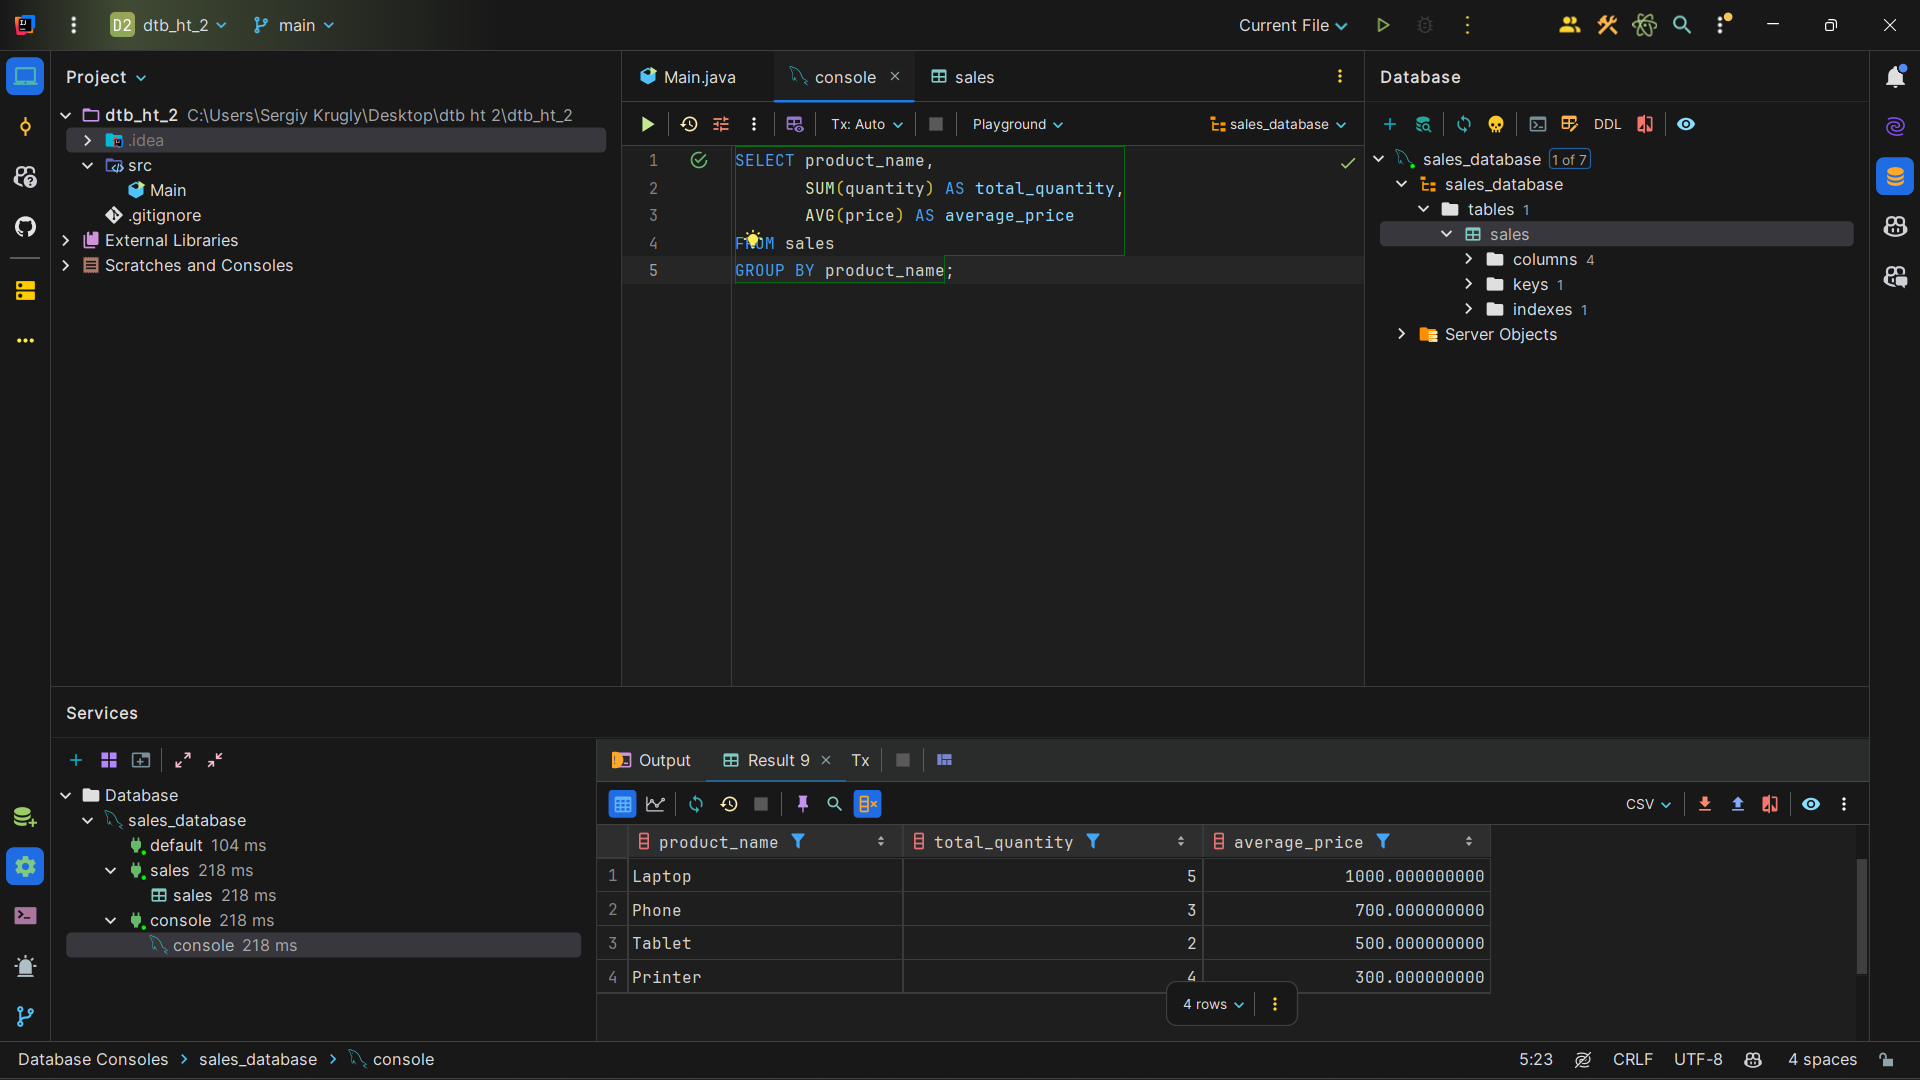 D2 dtb_ht_2 main Current File
Project
dtb_ht_2 C:\Users\Sergiy Krugly\Desktop\dtb ht 2\dtb_ht_2
.idea
src
Main
.gitignore
External Libraries
Scratches and Consoles
Main.java console sales
Tx: Auto Playground sales_database
1 SELECT product_name,
2 SUM(quantity) AS total_quantity,
3 AVG(price) AS average_price
4 FROM sales
5 GROUP BY product_name;
Database
DDL
sales_database 1 of 7
sales_database
tables 1
sales
columns 4
keys 1
indexes 1
Server Objects
Services
Database
sales_database
default 104 ms
sales 218 ms
sales 218 ms
console 218 ms
console 218 ms
Output Result 9 Tx
CSV
product_name total_quantity average_price
1 Laptop 5 1000.000000000
2 Phone 3 700.000000000
3 Tablet 2 500.000000000
4 Printer 4 300.000000000
4 rows
Database Consoles sales_database console 5:23 CRLF UTF-8 4 spaces